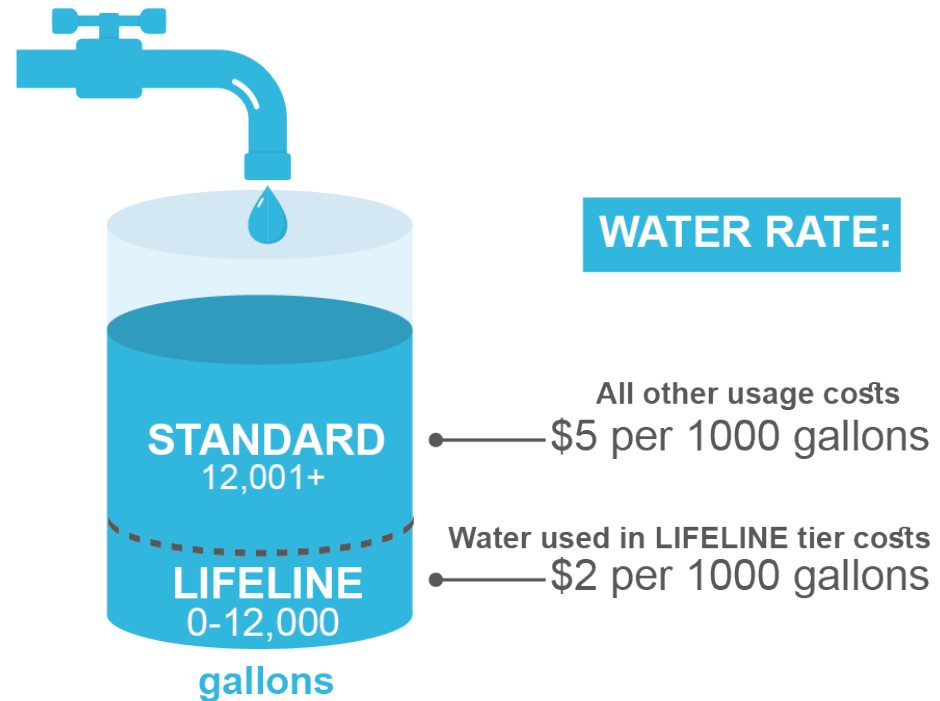 WATER RATE:
All other usage costs
$5 per 1000 gallons
STANDARD
12,001+
Water used in LIFELINE tier costs
$2 per 1000 gallons
LIFELINE
0-12,000
gallons